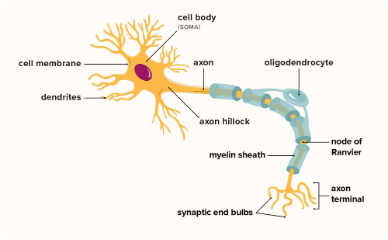 cell body
(SOMA)
cell membrane
axon
oligodendrocyte
dendrites
axon hillock
node of
Ranvier
myelin sheath
axon
terminal
synaptic end bulbs